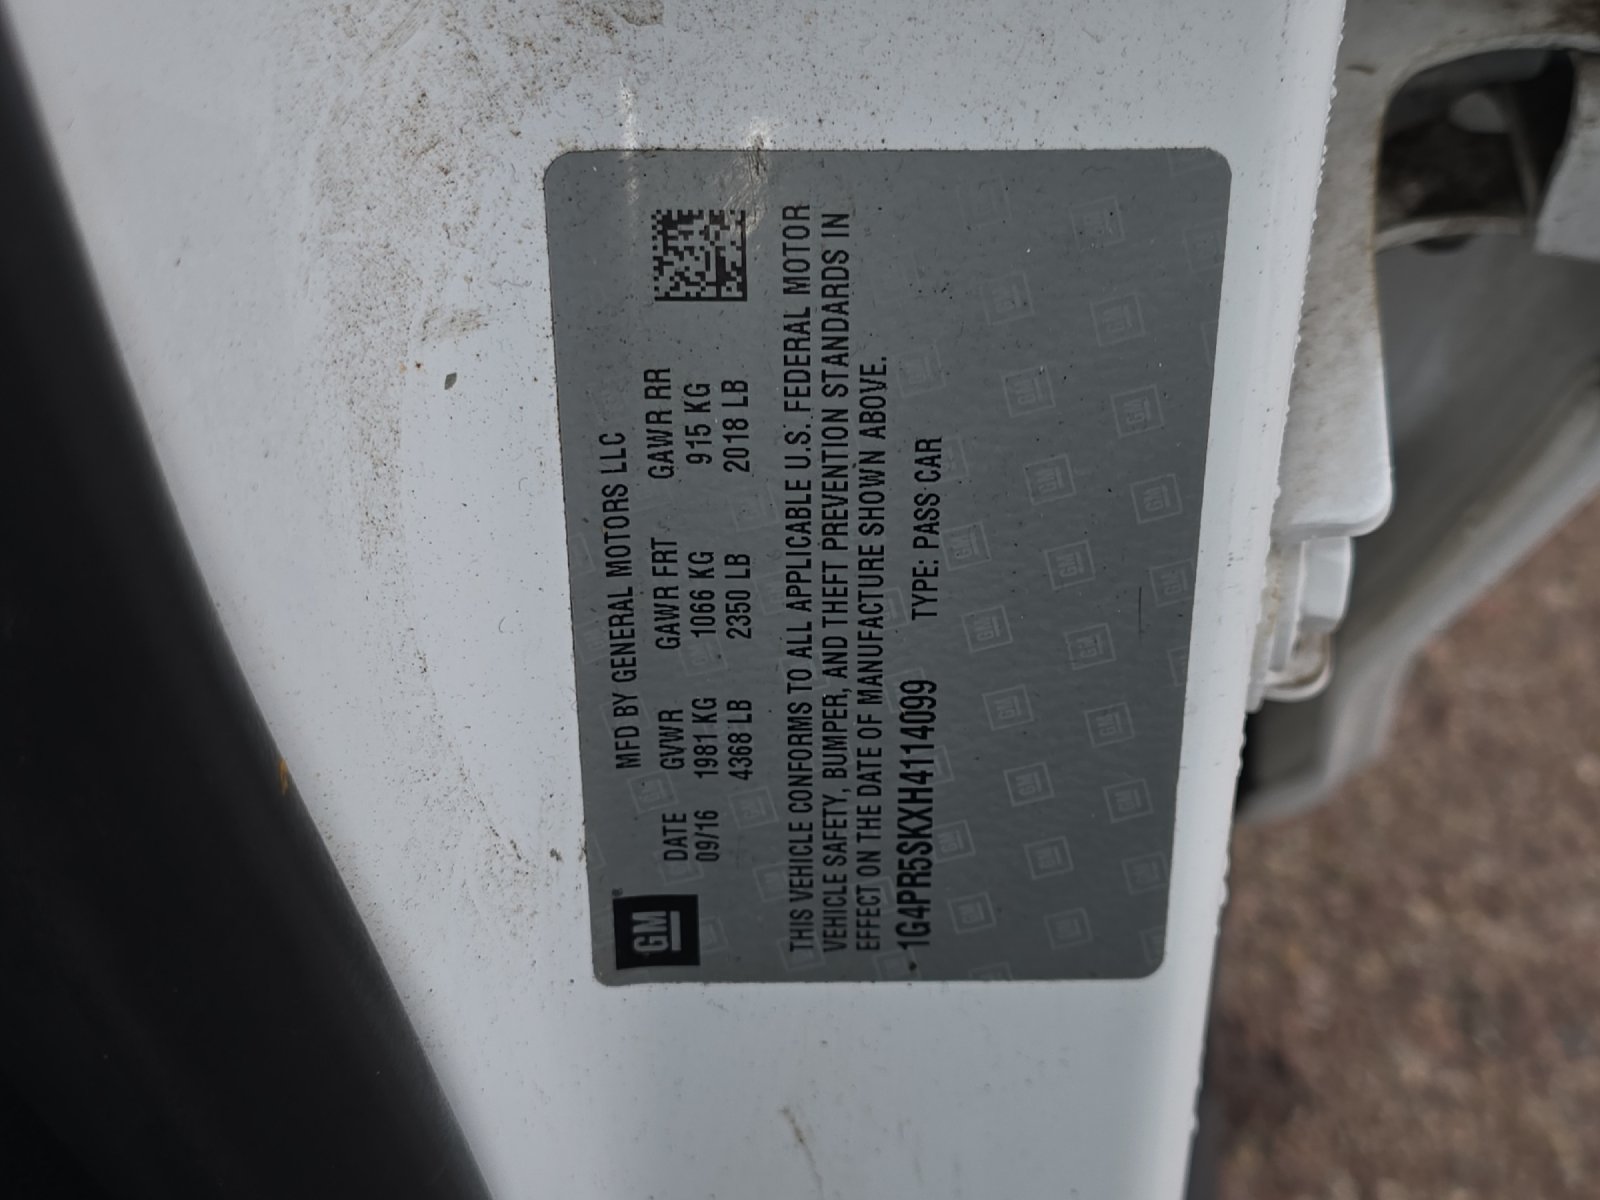 GM
MFD BY GENERAL MOTORS LLC
DATE GVWR GAWR FRT GAWR RR
09/16 1981 KG 1066 KG 915 KG
4368 LB 2350 LB 2018 LB
THIS VEHICLE CONFORMS TO ALL APPLICABLE U.S. FEDERAL MOTOR
VEHICLE SAFETY, BUMPER, AND THEFT PREVENTION STANDARDS IN
EFFECT ON THE DATE OF MANUFACTURE SHOWN ABOVE.
1G4PR5SKXH4114099 TYPE: PASS CAR